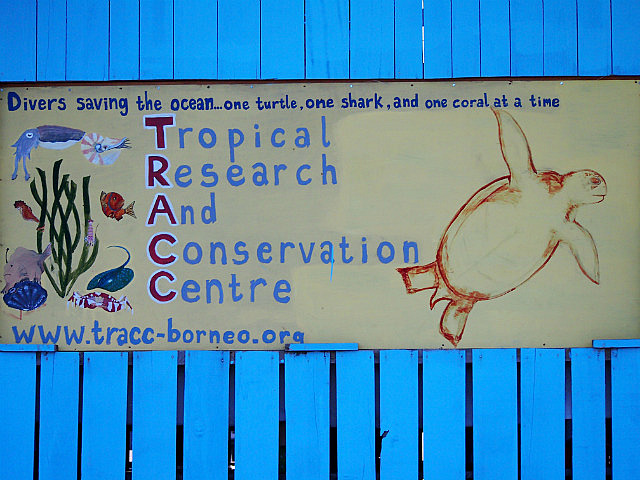 Divers saving the ocean...one turtle, one shark, and one coral at a time
Tropical
Research
And
Conservation
Centre
www.tracc-borneo.org